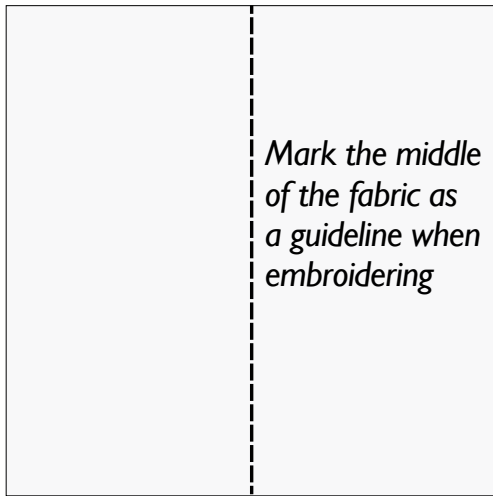 Mark the middle
of the fabric as
a guideline when
embroidering